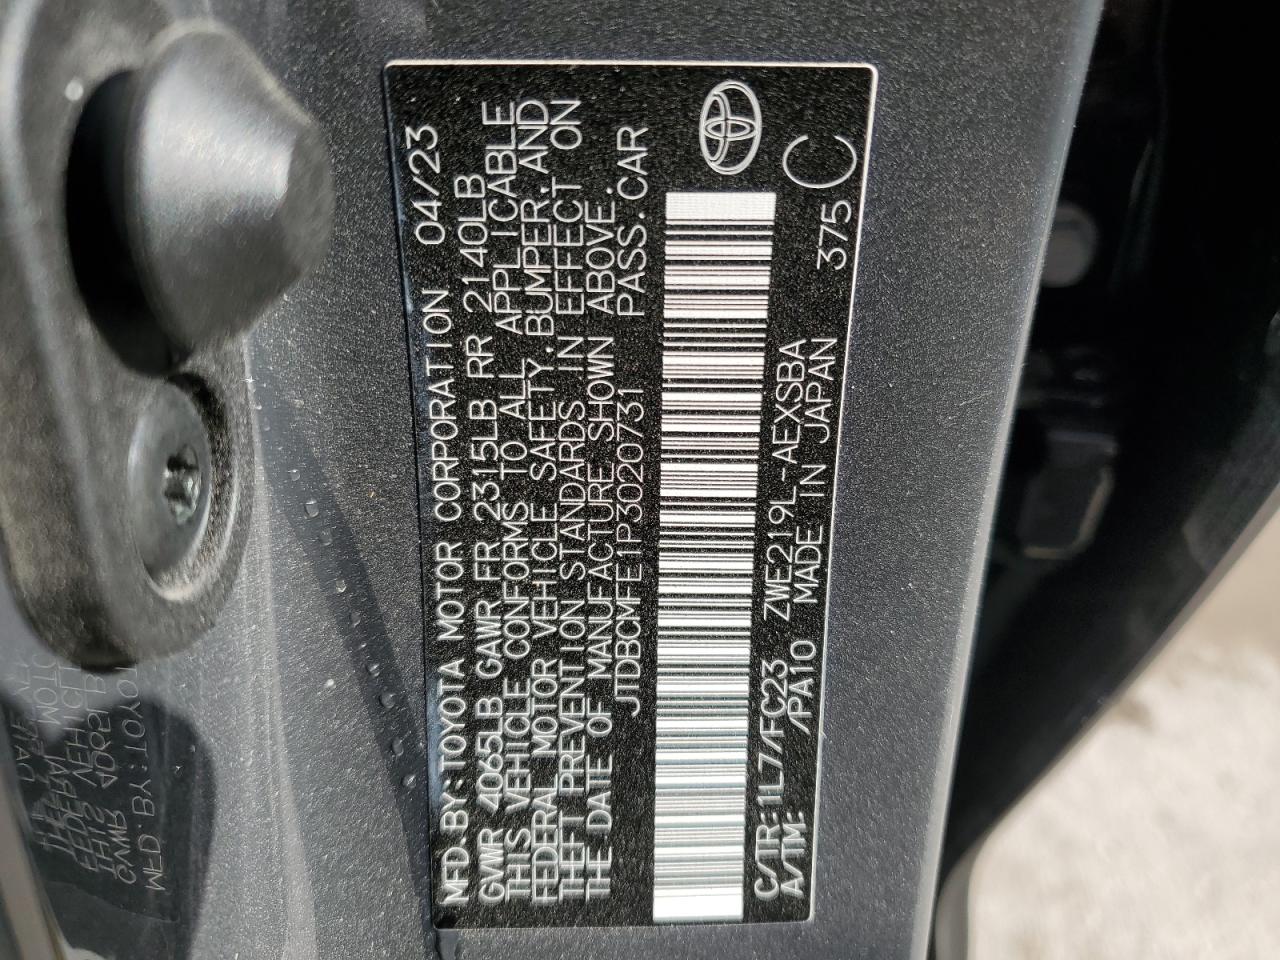 MFD.BY:TOYOTA MOTOR CORPORATION 04/23
GVWR 4065LB GAWR FR 2315LB RR 2140LB
THIS VEHICLE CONFORMS TO ALL APPLICABLE
FEDERAL MOTOR VEHICLE SAFETY,BUMPER,AND
THEFT PREVENTION STANDARDS IN EFFECT ON
THE DATE OF MANUFACTURE SHOWN ABOVE.
JTDBCMFE1P3020731 PASS.CAR
C/TR:1L7/FC23 ZWE219L-AEXSBA 375 C
A/TM: /PA10 MADE IN JAPAN